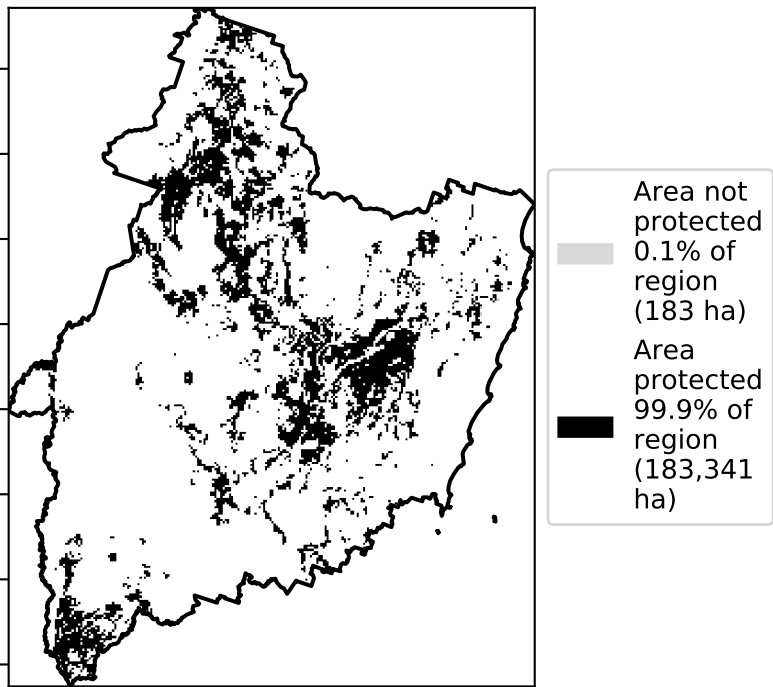 Area not
protected
0.1% of
region
(183 ha)
Area
protected
99.9% of
region
(183,341
ha)